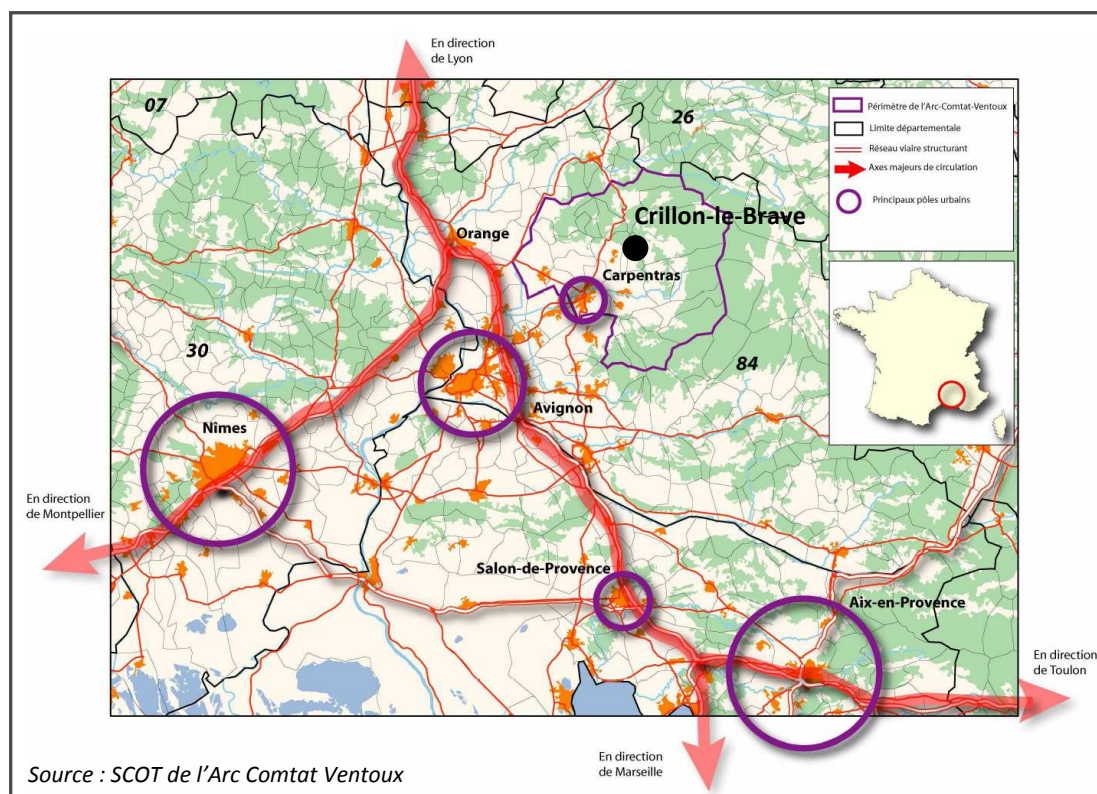 En direction
de Lyon
07
26
Périmètre de l'Arc-Comtat-Ventoux
Limite départementale
Réseau viaire structurant
Axes majeurs de circulation
Principaux pôles urbains
Crillon-le-Brave
Orange
Carpentras
30
84
Avignon
Nîmes
En direction
de Montpellier
Salon-de-Provence
Aix-en-Provence
En direction
de Toulon
En direction
de Marseille
Source : SCOT de l'Arc Comtat Ventoux